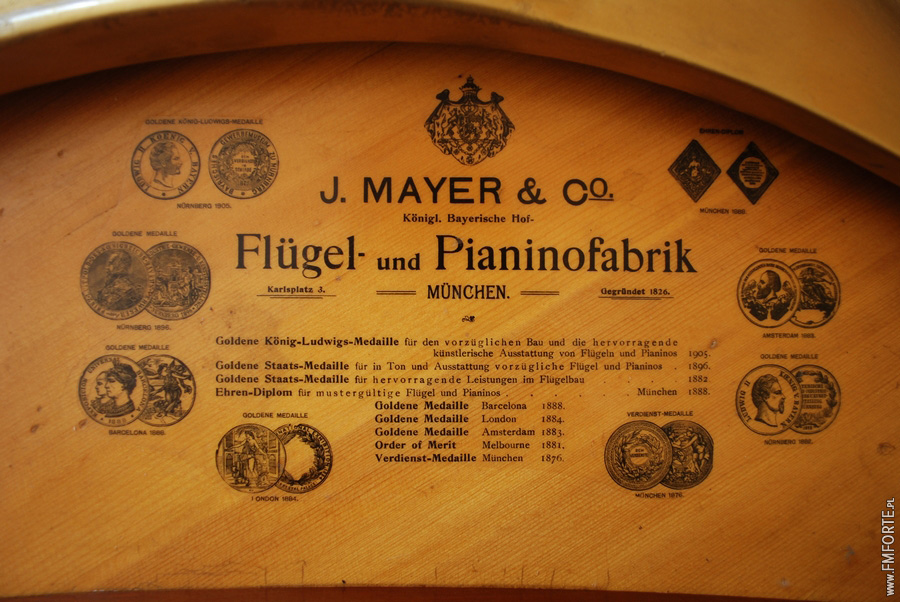 GOLDENE KÖNIG-LUDWIGS-MEDAILLE
NÜRNBERG 1905.
EHREN-DIPLOM
MÜNCHEN 1888.
J. MAYER & Co.
Königl. Bayerische Hof-
Flügel- und Pianinofabrik
Karlsplatz 3.
MÜNCHEN.
Gegründet 1826.
GOLDENE MEDAILLE
NÜRNBERG 1896.
GOLDENE MEDAILLE
AMSTERDAM 1883.
Goldene König-Ludwigs-Medaille für den vorzüglichen Bau und die hervorragende
künstlerische Ausstattung von Flügeln und Pianinos 1905.
Goldene Staats-Medaille für in Ton und Ausstattung vorzügliche Flügel und Pianinos . 1896.
Goldene Staats-Medaille für hervorragende Leistungen im Flügelbau . . 1882.
Ehren-Diplom für mustergültige Flügel und Pianinos . . . . . München 1888.
Goldene Medaille Barcelona 1888.
Goldene Medaille London 1884.
Goldene Medaille Amsterdam 1883.
Order of Merit Melbourne 1881.
Verdienst-Medaille München 1876.
GOLDENE MEDAILLE
BARCELONA 1888.
GOLDENE MEDAILLE
NÜRNBERG 1882.
GOLDENE MEDAILLE
LONDON 1884.
VERDIENST-MEDAILLE
MÜNCHEN 1876.
www.FMFORTE.PL